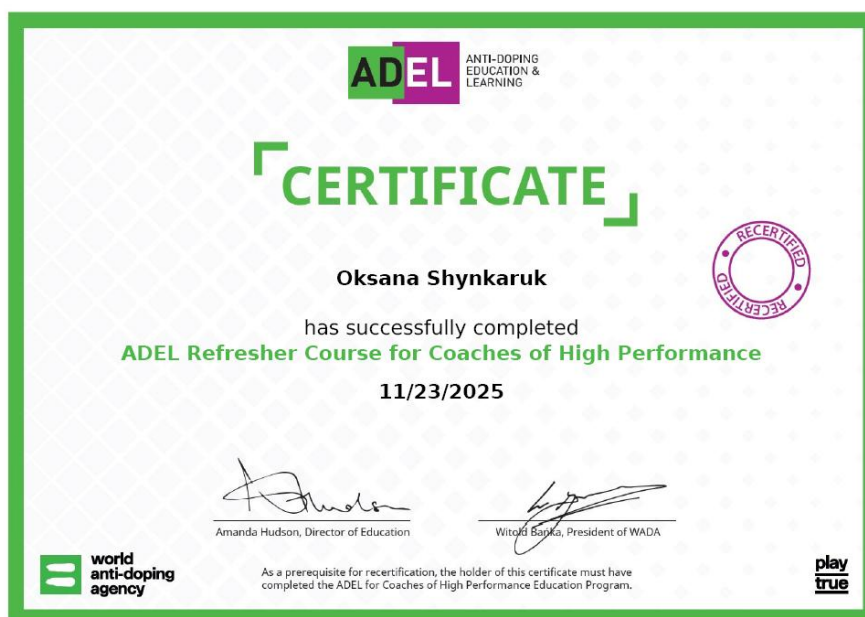 ADEL
ANTI-DOPING
EDUCATION &
LEARNING
CERTIFICATE
RECERTIFIED
RECERTIFIED
Oksana Shynkaruk
has successfully completed
ADEL Refresher Course for Coaches of High Performance
11/23/2025
Amanda Hudson, Director of Education
Witold Bańka, President of WADA
world
anti-doping
agency
As a prerequisite for recertification, the holder of this certificate must have
completed the ADEL for Coaches of High Performance Education Program.
play
true